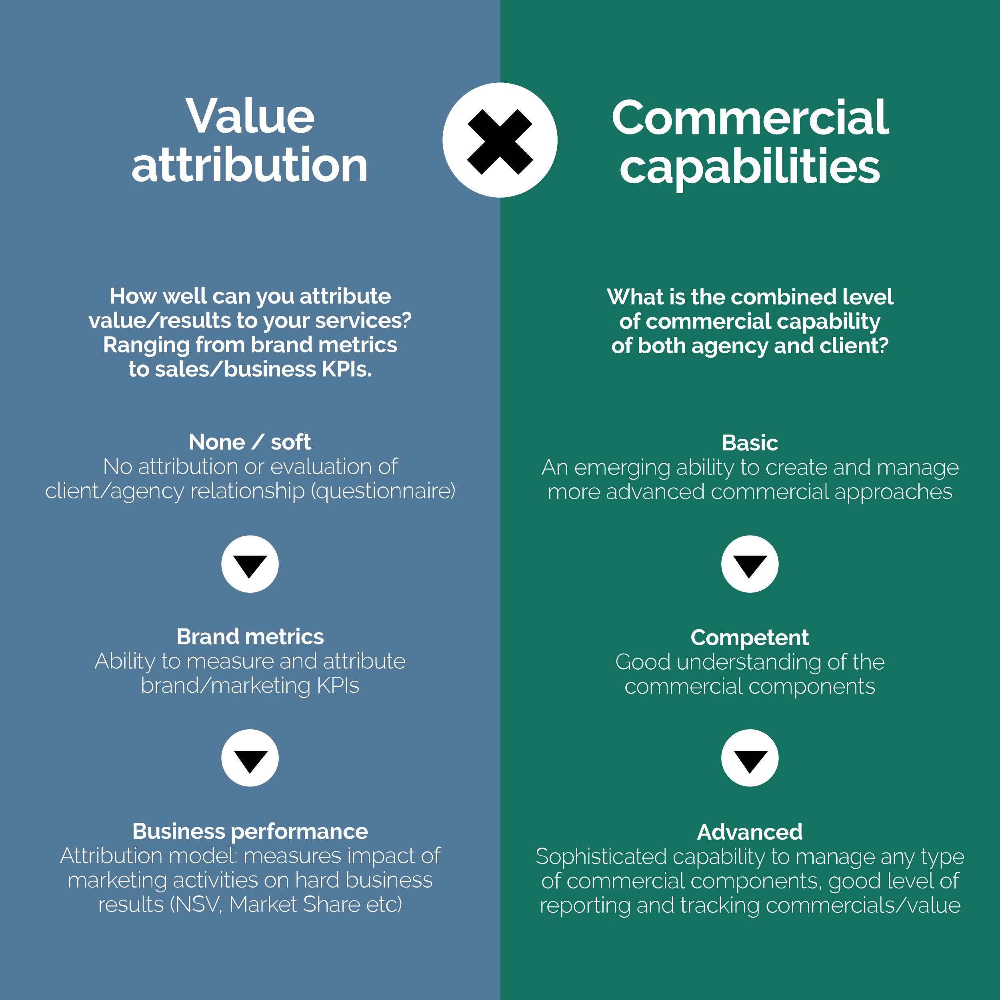 Value
attribution
Commercial
capabilities
How well can you attribute
value/results to your services?
Ranging from brand metrics
to sales/business KPIs.
None / soft
No attribution or evaluation of
client/agency relationship (questionnaire)
Brand metrics
Ability to measure and attribute
brand/marketing KPIs
Business performance
Attribution model: measures impact of
marketing activities on hard business
results (NSV, Market Share etc)
What is the combined level
of commercial capability
of both agency and client?
Basic
An emerging ability to create and manage
more advanced commercial approaches
Competent
Good understanding of the
commercial components
Advanced
Sophisticated capability to manage any type
of commercial components, good level of
reporting and tracking commercials/value